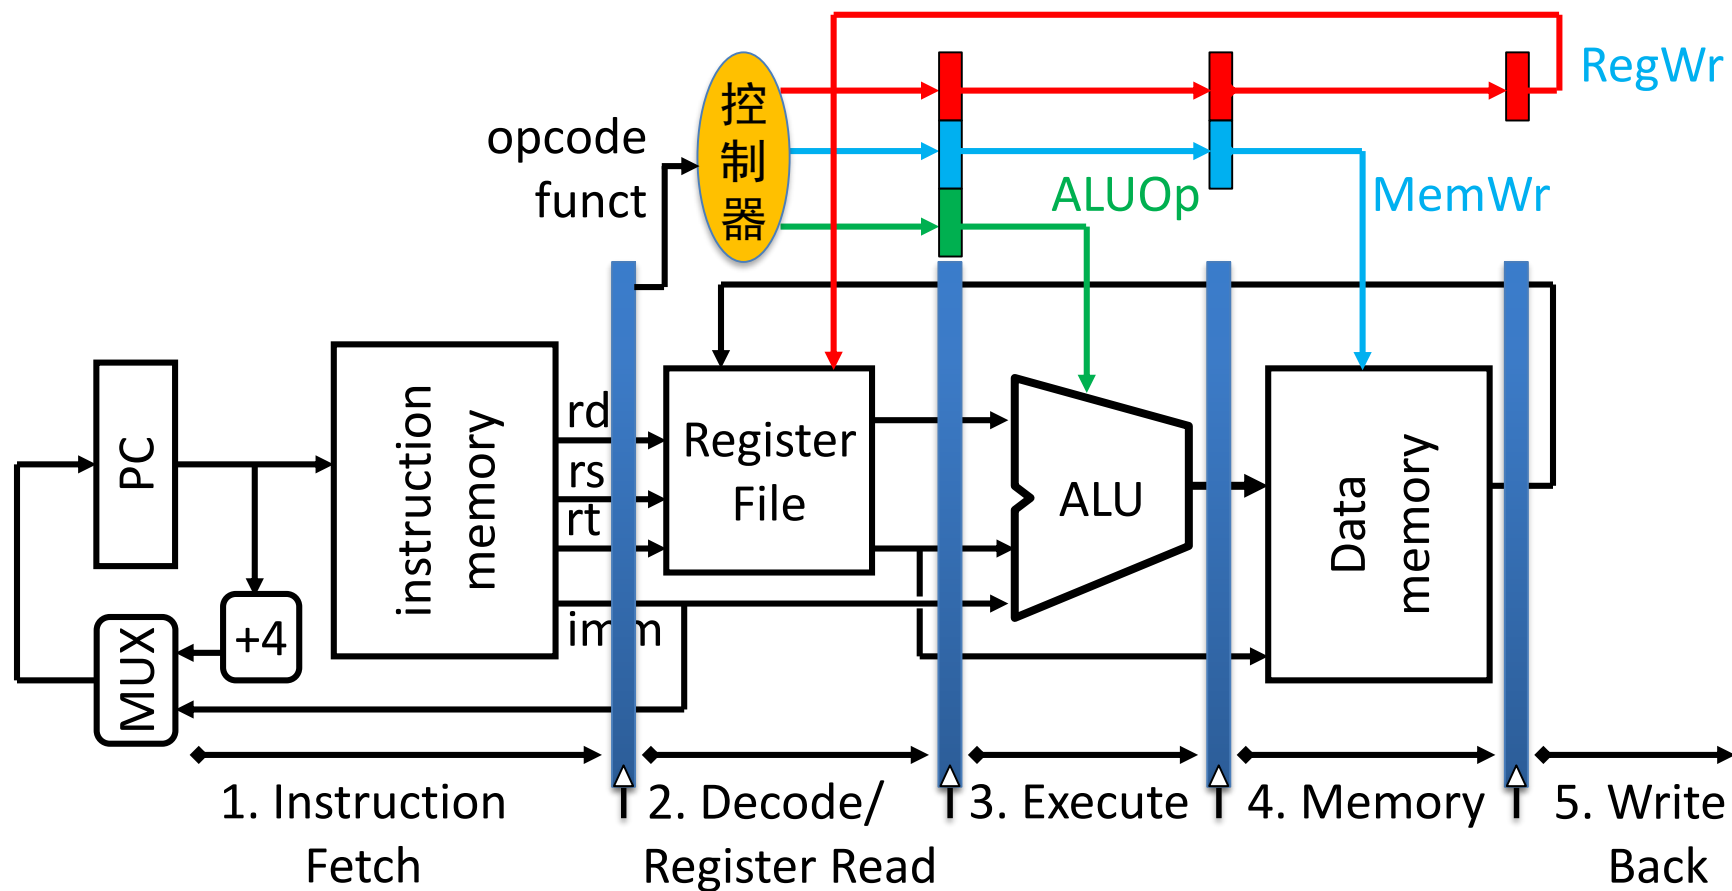 RegWr
控
制
器
opcode
funct
ALUOp
MemWr
PC
instruction
memory
rd
rs
rt
imm
Register
File
ALU
Data
memory
+4
MUX
1. Instruction
Fetch
2. Decode/
Register Read
3. Execute
4. Memory
5. Write
Back